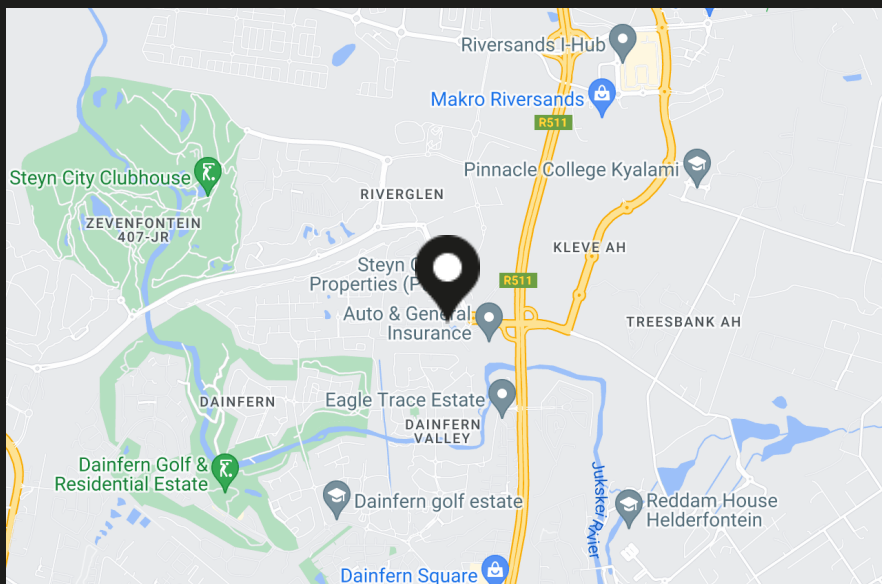 Riversands I-Hub
Makro Riversands
R511
Pinnacle College Kyalami
Steyn City Clubhouse
RIVERGLEN
ZEVENFONTEIN
407-JR
KLEVE AH
Steyn
Properties
R511
Auto & General
Insurance
TREESBANK AH
Eagle Trace Estate
DAINFERN
DAINFERN
VALLEY
Dainfern Golf &
Residential Estate
Dainfern golf estate
Jukskei Rivier
Reddam House
Helderfontein
Dainfern Square